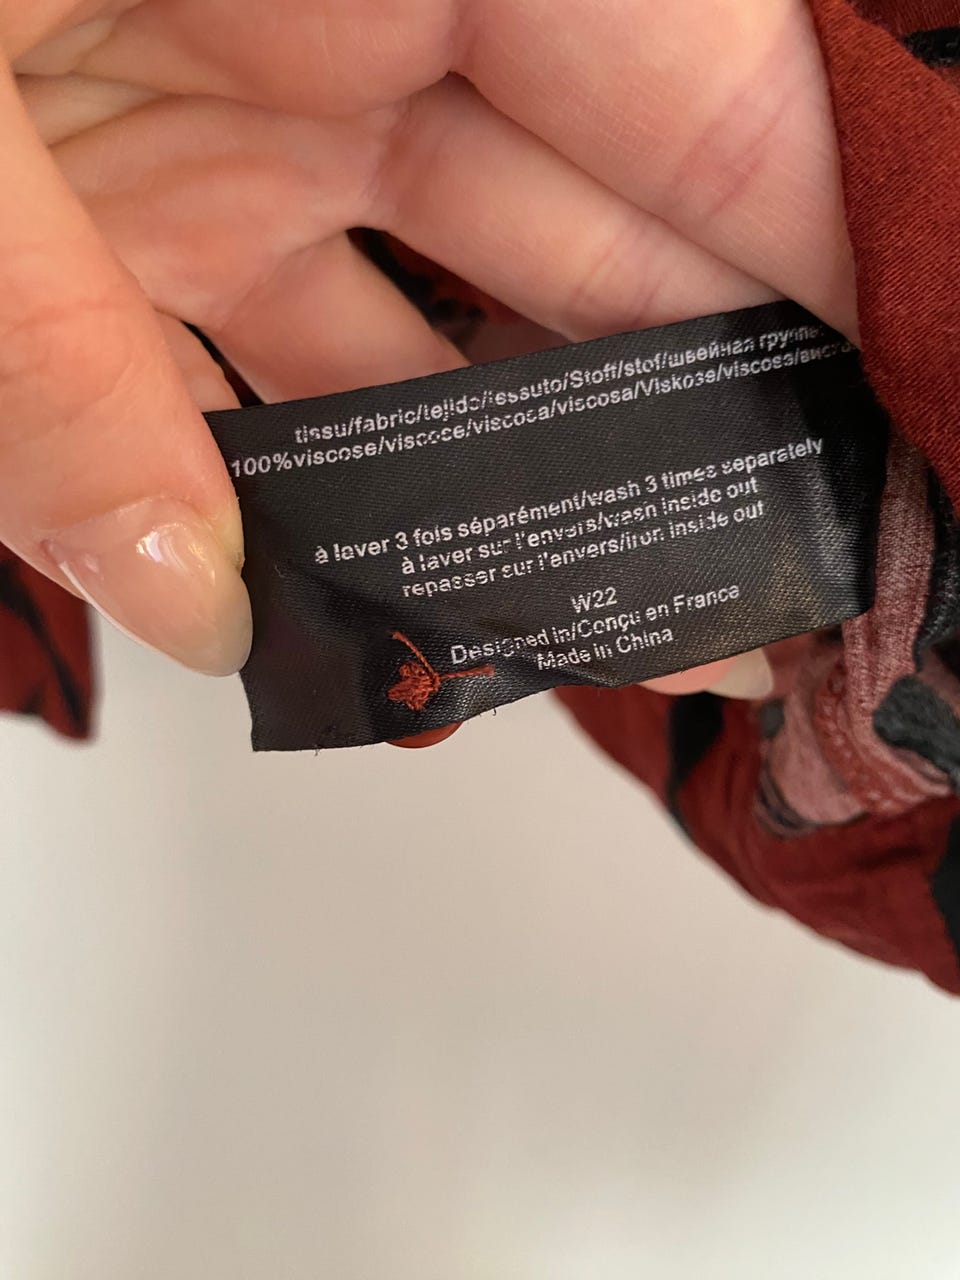 tissu/fabric/tejido/tessuto/Stoff/stof/швейная группа:
100%viscose/viscose/viscosa/viscosa/Viskose/viscose/
à laver 3 fois séparément/wash 3 times separately
à laver sur l'envers/wash inside out
repasser sur l'envers/iron inside out
W22
Designed in/Conçu en France
Made in China